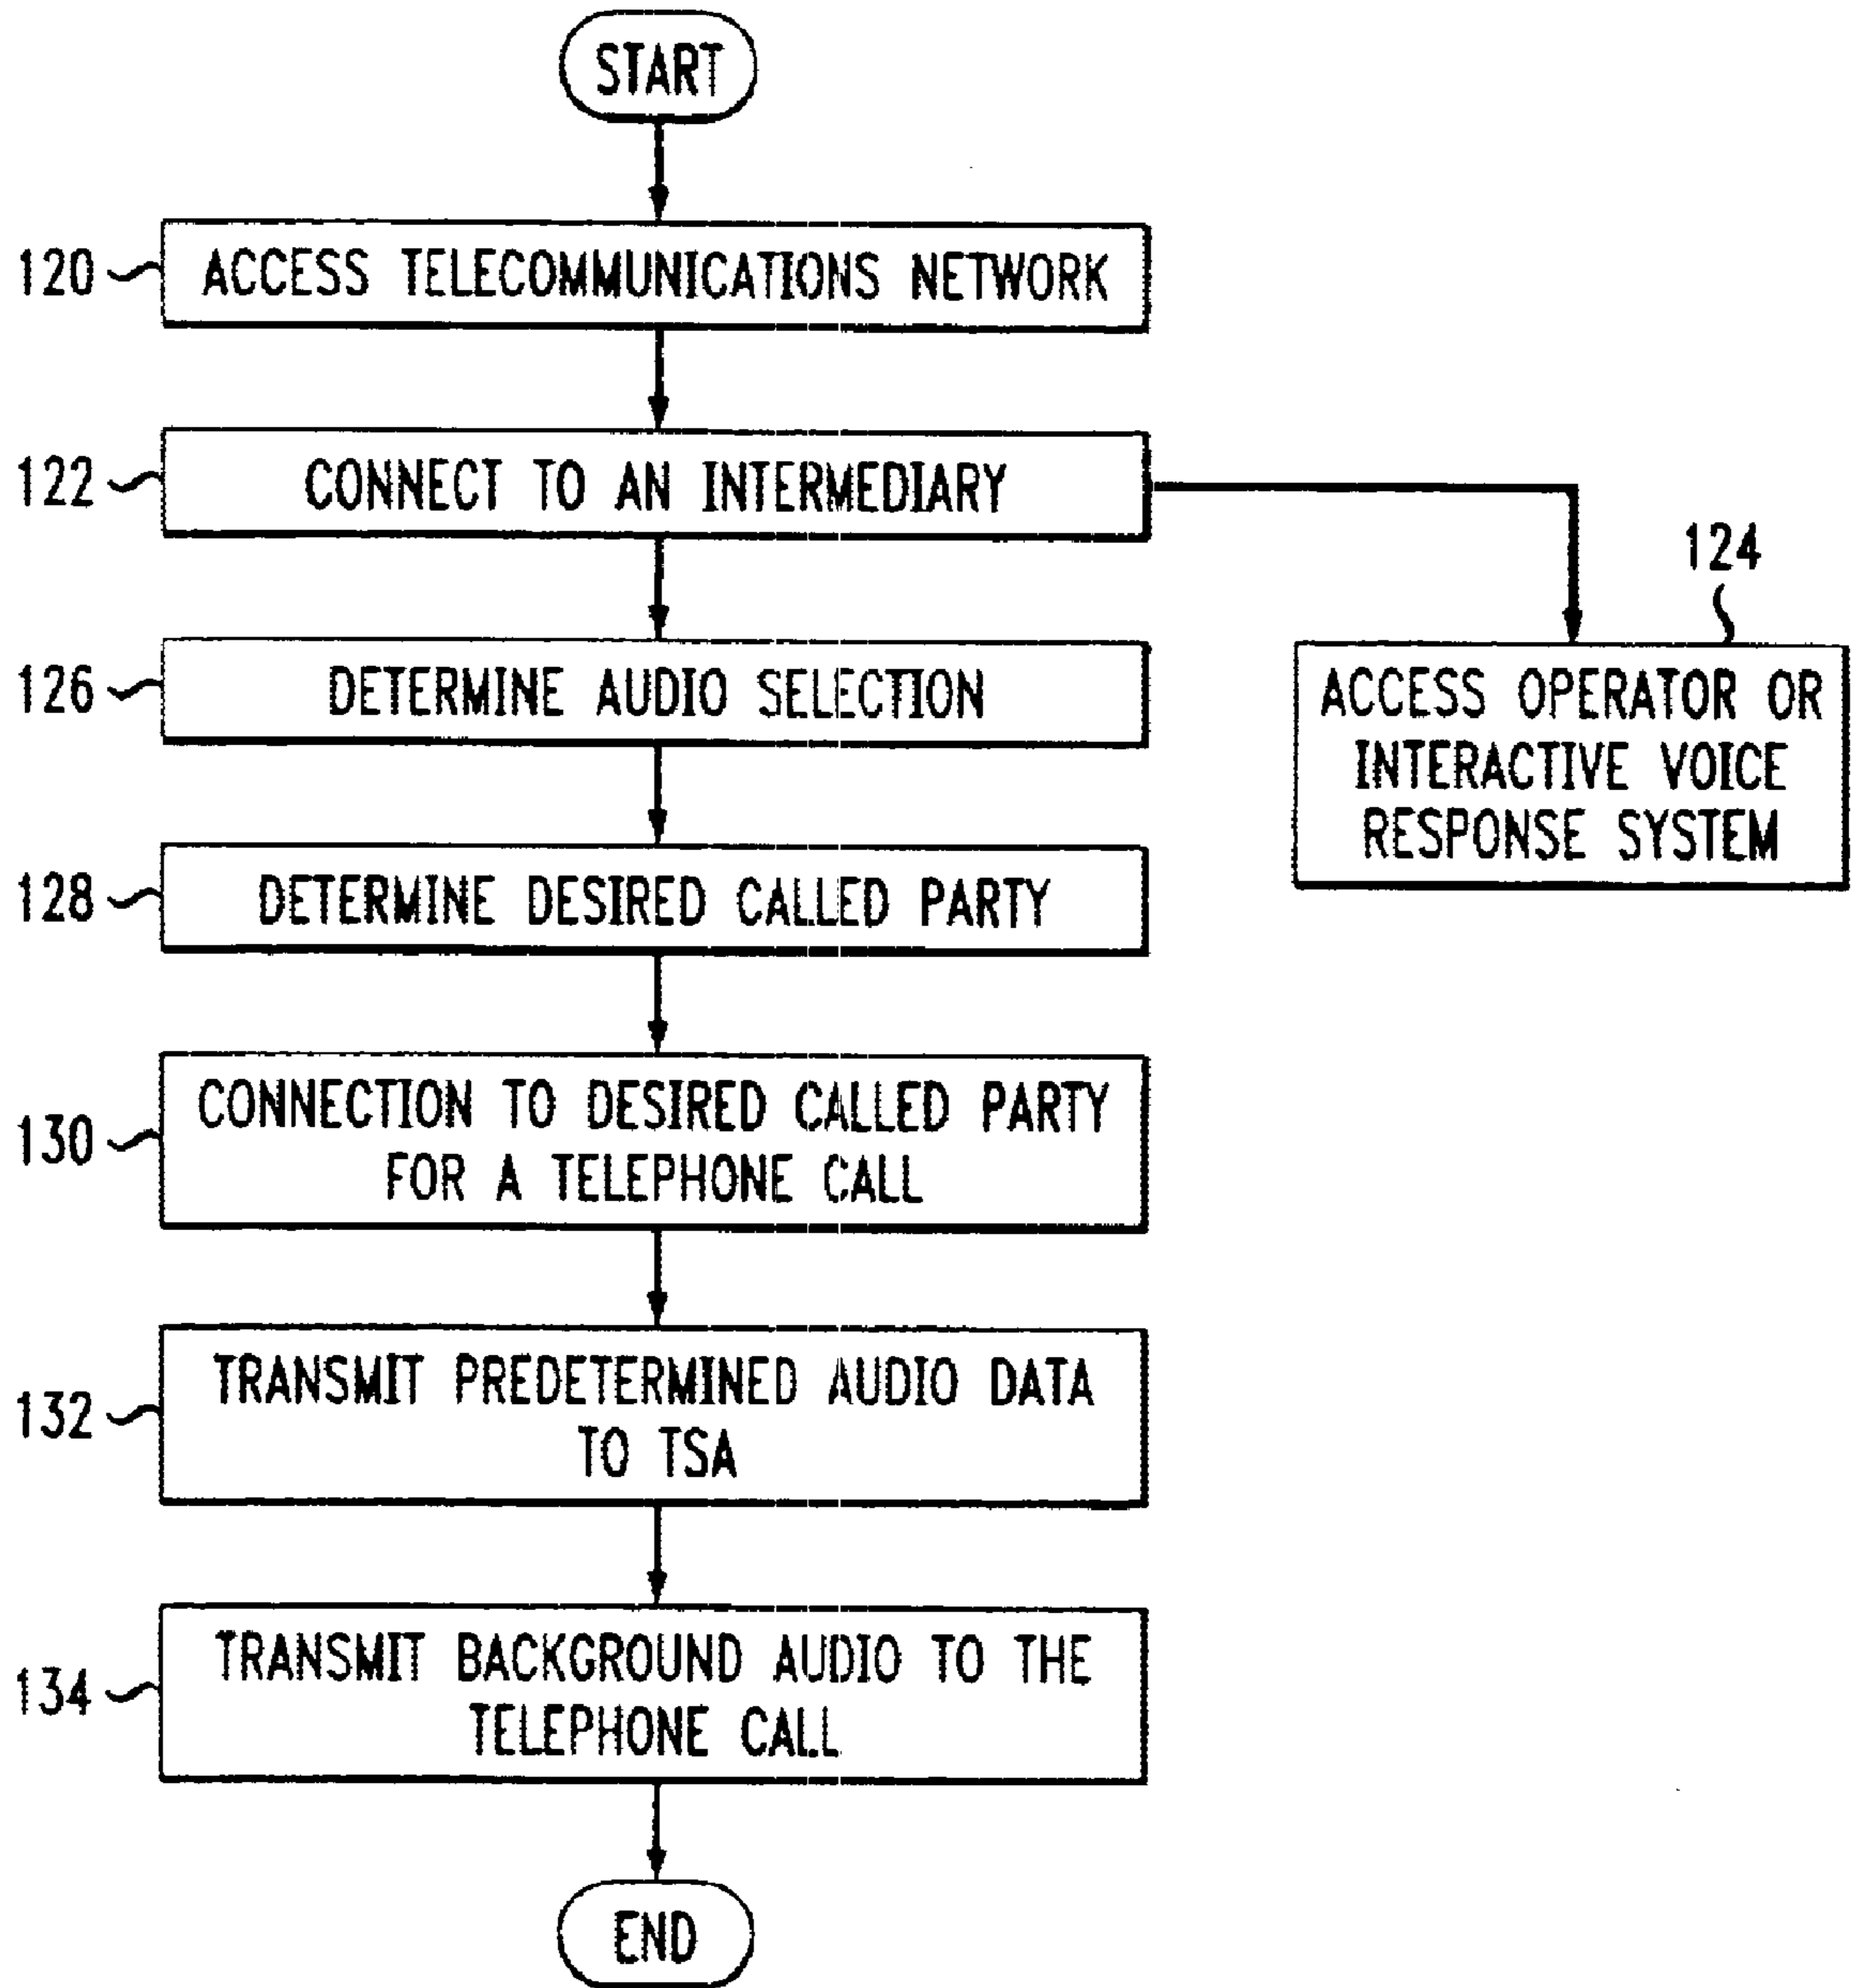 START
120
ACCESS TELECOMMUNICATIONS NETWORK
122
CONNECT TO AN INTERMEDIARY
124
ACCESS OPERATOR OR
INTERACTIVE VOICE
RESPONSE SYSTEM
126
DETERMINE AUDIO SELECTION
128
DETERMINE DESIRED CALLED PARTY
130
CONNECTION TO DESIRED CALLED PARTY
FOR A TELEPHONE CALL
132
TRANSMIT PREDETERMINED AUDIO DATA
TO TSA
134
TRANSMIT BACKGROUND AUDIO TO THE
TELEPHONE CALL
END